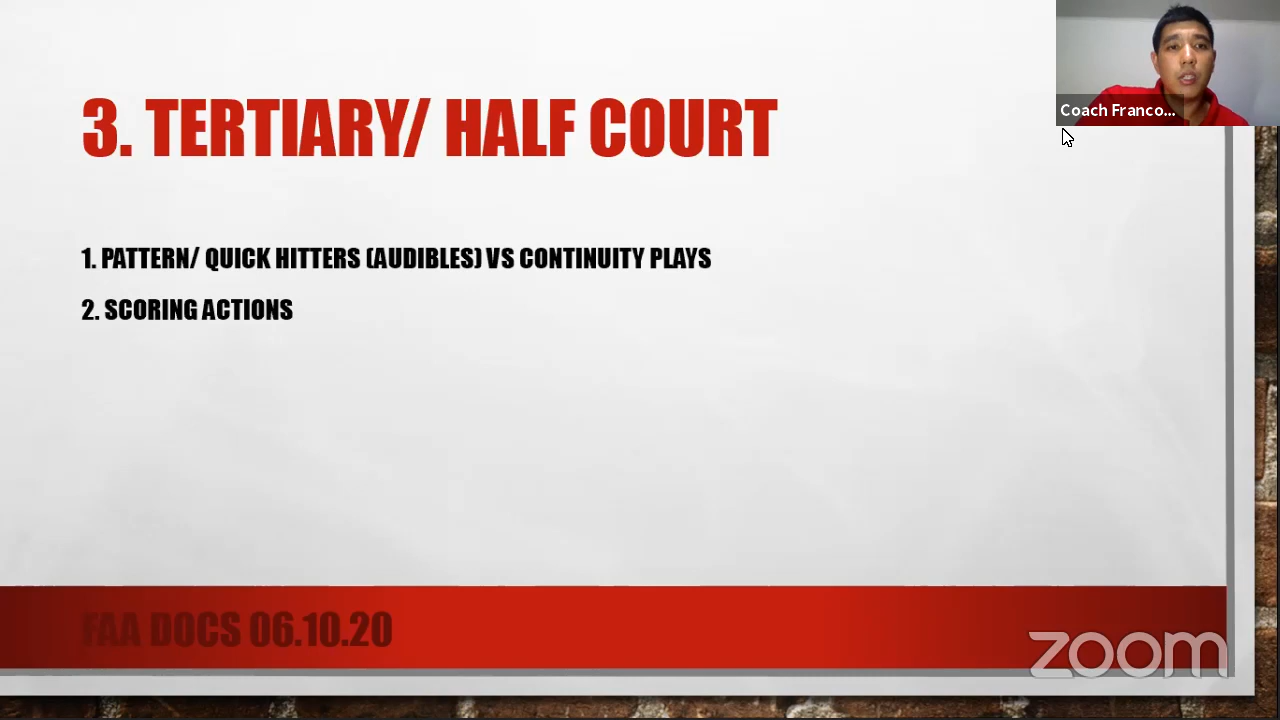 Coach Franco...
3. TERTIARY/ HALF COURT
1. PATTERN/ QUICK HITTERS (AUDIBLES) VS CONTINUITY PLAYS
2. SCORING ACTIONS
FAA DOCS 06.10.20
zoom